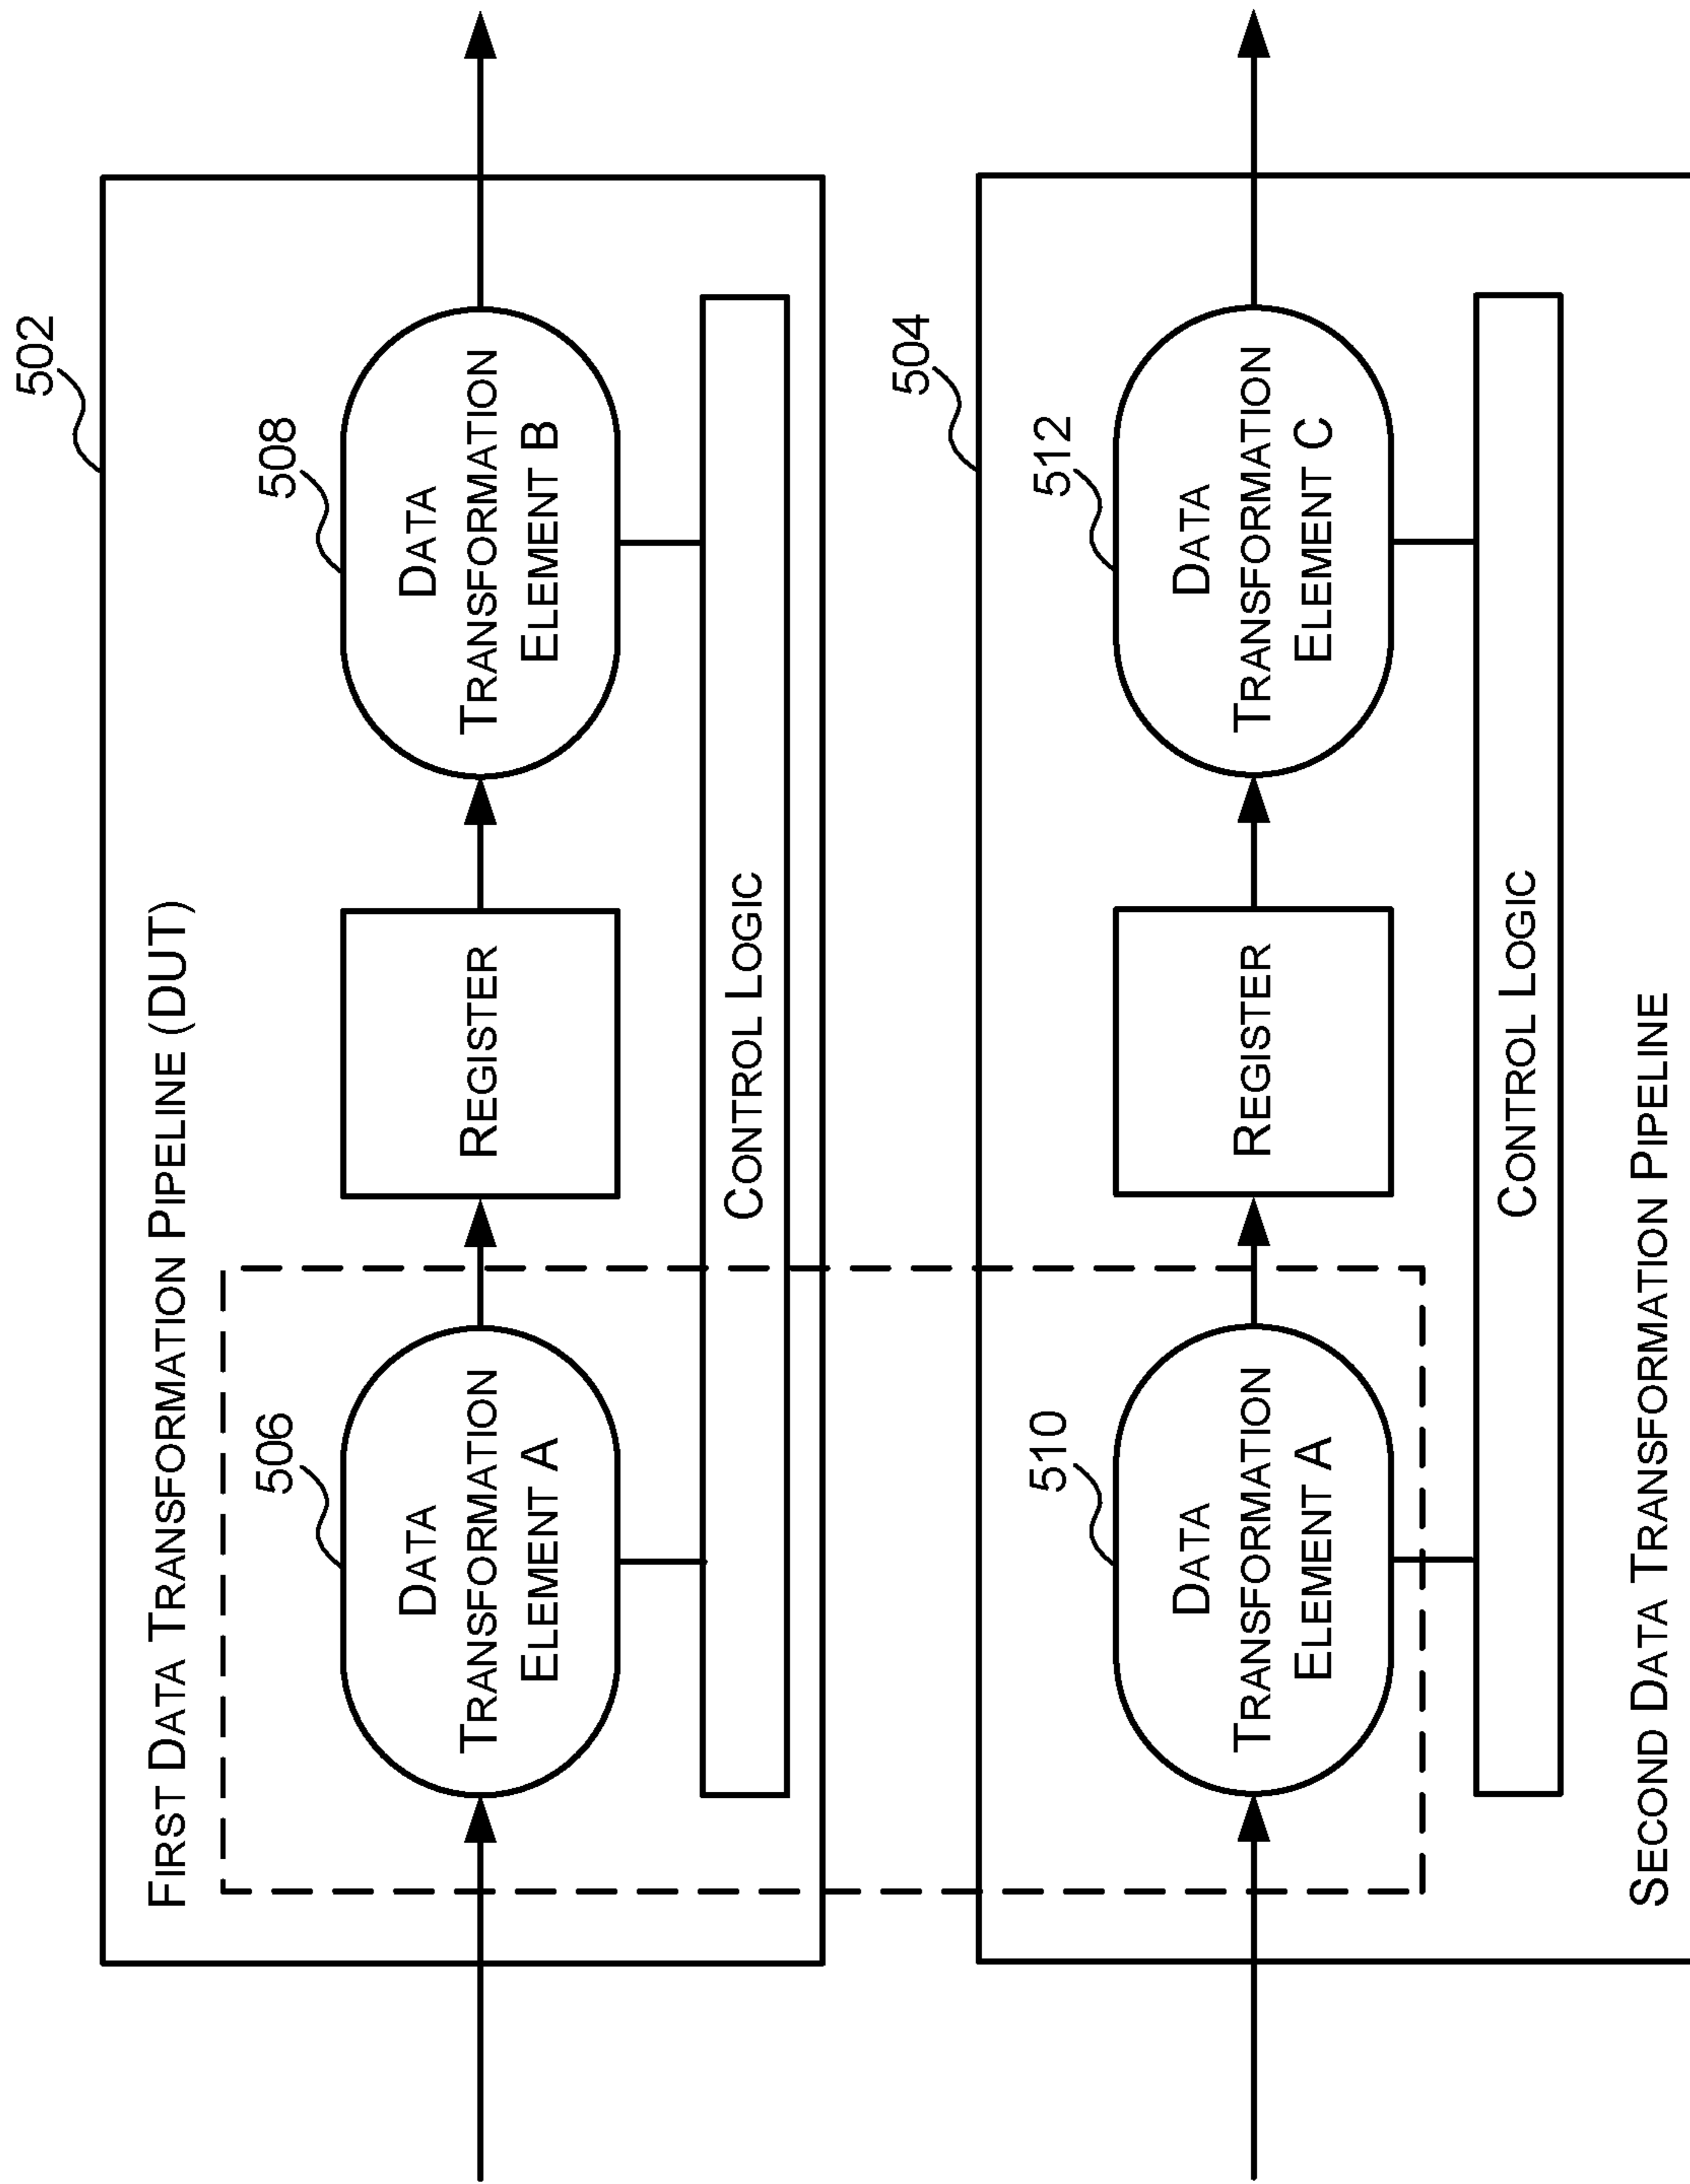 502
FIRST DATA TRANSFORMATION PIPELINE (DUT)
506
DATA
TRANSFORMATION
ELEMENT A
REGISTER
508
DATA
TRANSFORMATION
ELEMENT B
CONTROL LOGIC
504
510
DATA
TRANSFORMATION
ELEMENT A
REGISTER
512
DATA
TRANSFORMATION
ELEMENT C
CONTROL LOGIC
SECOND DATA TRANSFORMATION PIPELINE